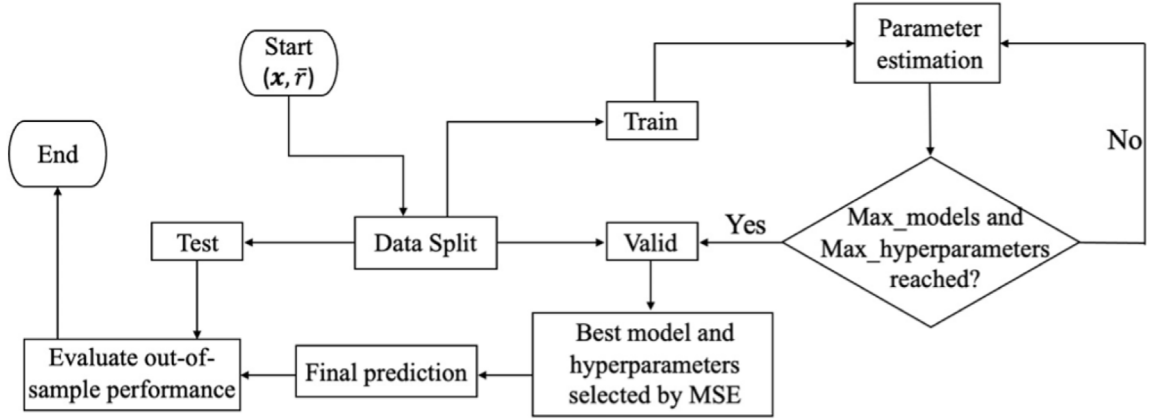 Start
(x, r̄)
Parameter
estimation
Train
End
No
Test
Data Split
Valid
Yes
Max_models and
Max_hyperparameters
reached?
Best model and
hyperparameters
selected by MSE
Final prediction
Evaluate out-of-
sample performance